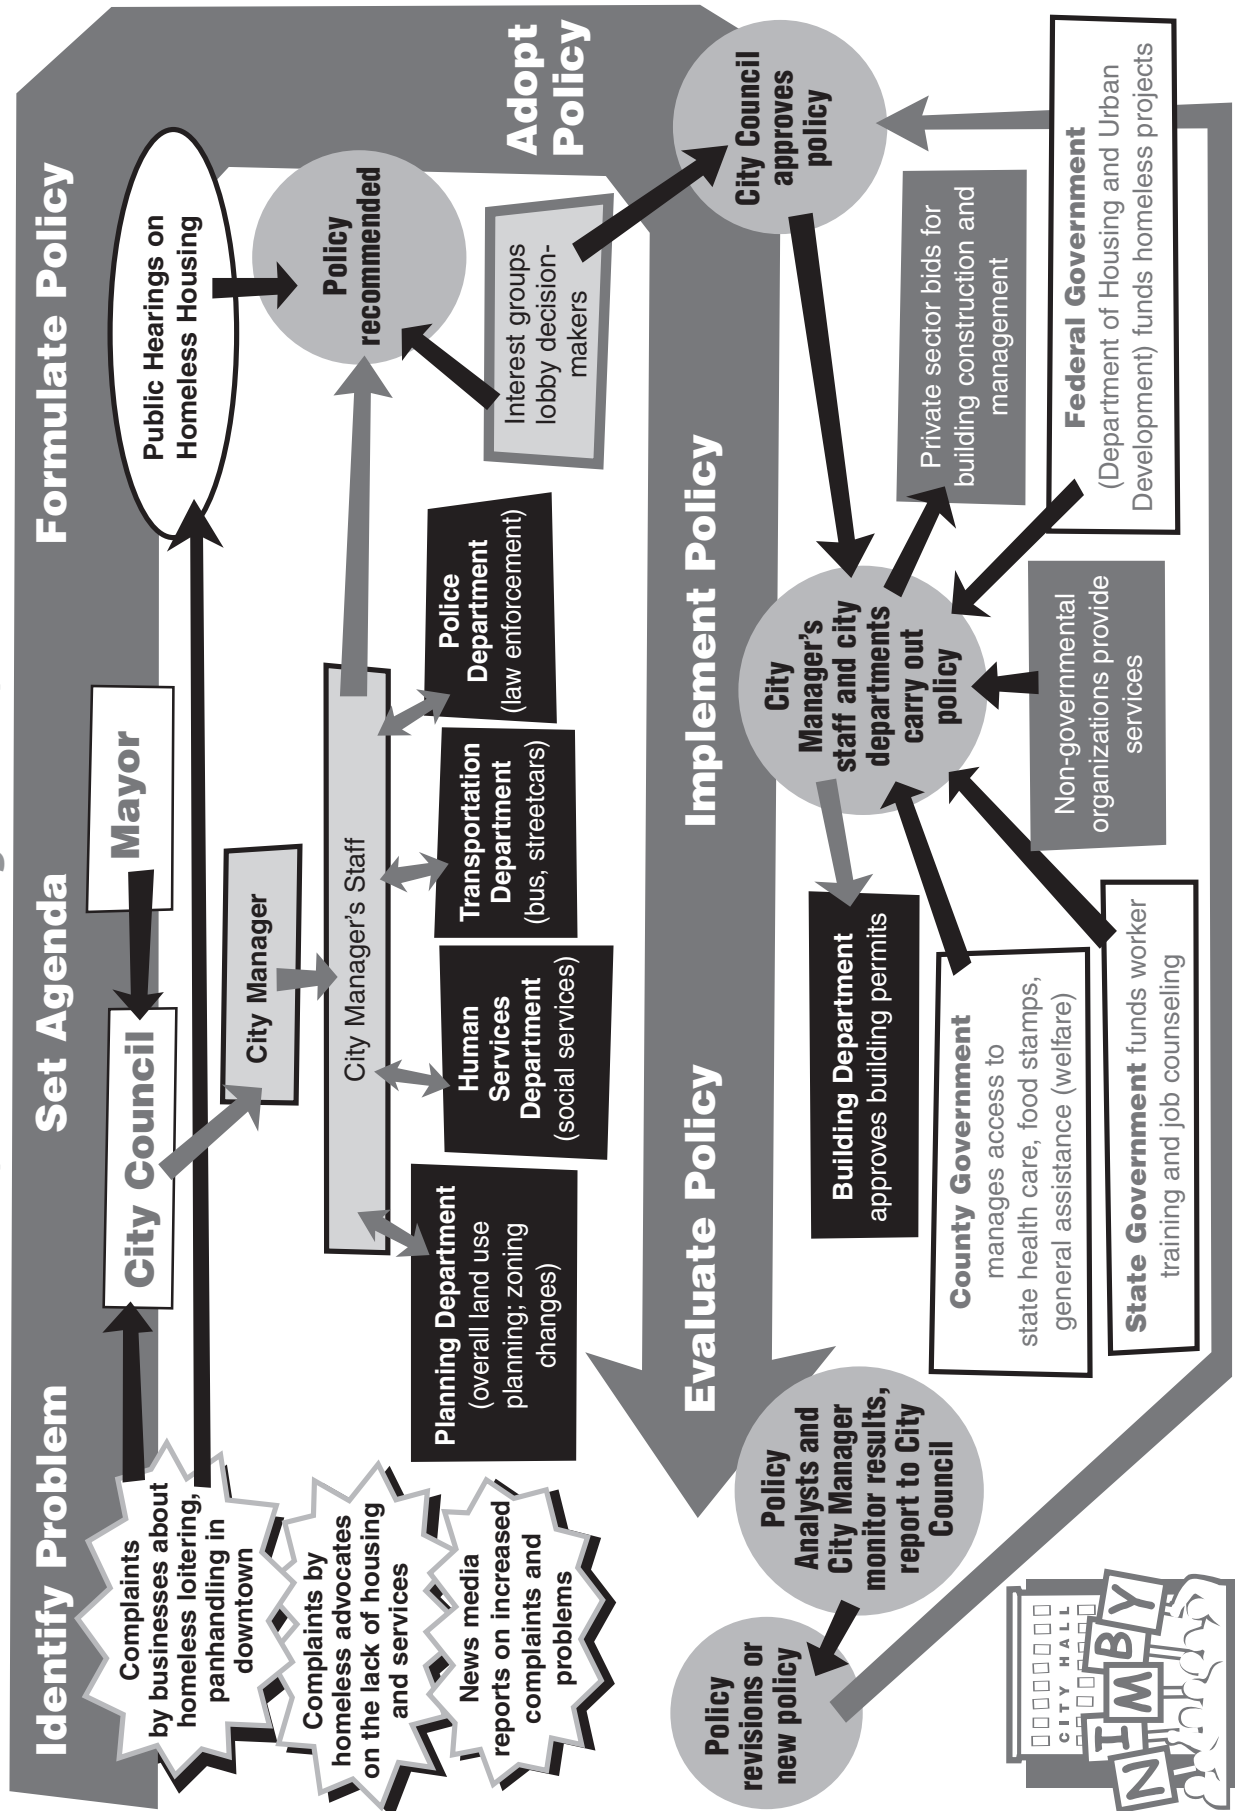 Identify Problem
Set Agenda
Formulate Policy
Complaints
by businesses about
homeless loitering,
panhandling in
downtown
Complaints by
homeless advocates
on the lack of housing
and services
News media
reports on increased
complaints and
problems
City Council
Mayor
City Manager
City Manager's Staff
Planning Department
(overall land use
planning; zoning
changes)
Human
Services
Department
(social services)
Transportation
Department
(bus, streetcars)
Police
Department
(law enforcement)
Public Hearings on
Homeless Housing
Policy
recommended
Interest groups
lobby decision-
makers
Adopt
Policy
City Council
approves
policy
Implement Policy
City
Manager's
staff and city
departments
carry out
policy
Private sector bids for
building construction and
management
Federal Government
(Department of Housing and Urban
Development) funds homeless projects
Non-governmental
organizations provide
services
Building Department
approves building permits
County Government
manages access to
state health care, food stamps,
general assistance (welfare)
State Government funds worker
training and job counseling
Evaluate Policy
Policy
Analysts and
City Manager
monitor results,
report to City
Council
Policy
revisions or
new policy
CITY HALL
NIMBY